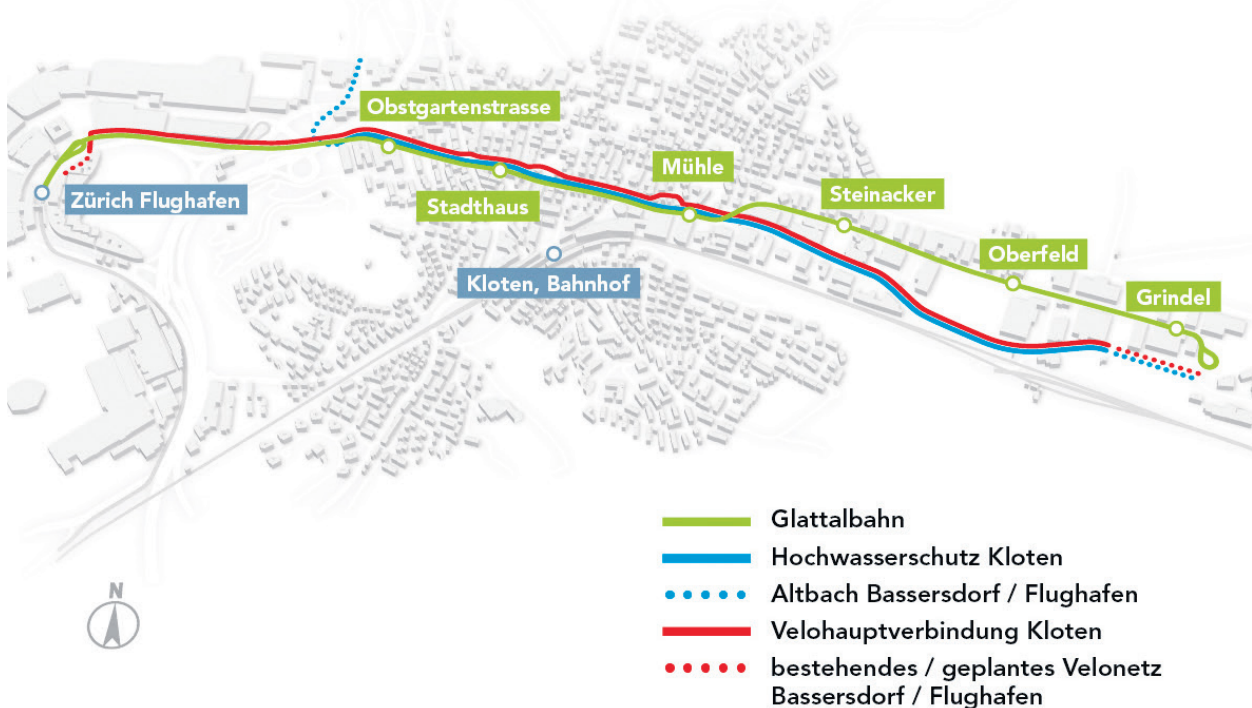 Obstgartenstrasse
Mühle
Zürich Flughafen
Stadthaus
Steinacker
Oberfeld
Kloten, Bahnhof
Grindel
Glattalbahn
Hochwasserschutz Kloten
N
Altbach Bassersdorf / Flughafen
Velohauptverbindung Kloten
bestehendes / geplantes Velonetz
Bassersdorf / Flughafen